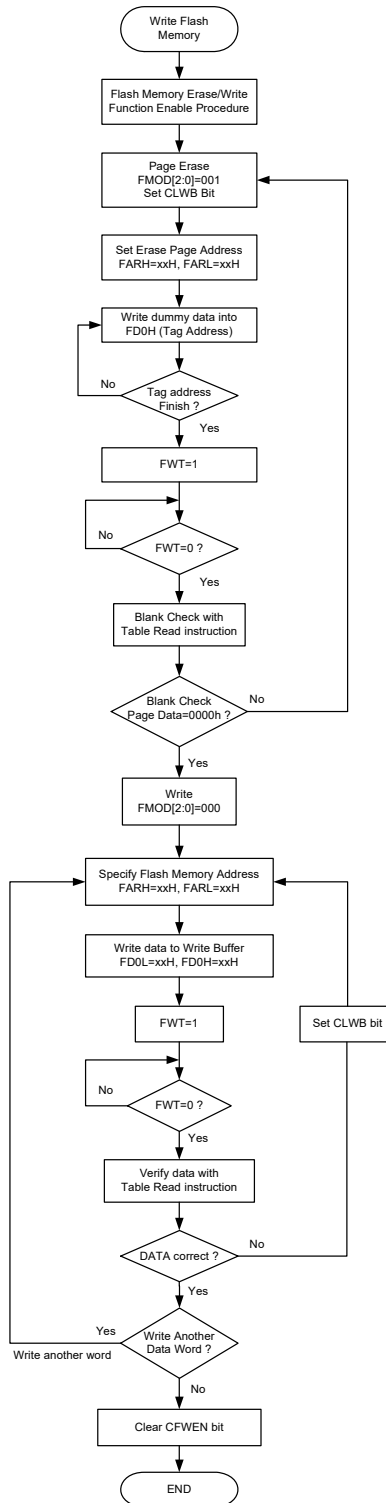 Write Flash
Memory
Flash Memory Erase/Write
Function Enable Procedure
Page Erase
FMOD[2:0]=001
Set CLWB Bit
Set Erase Page Address
FARH=xxH, FARL=xxH
Write dummy data into
FD0H (Tag Address)
No
Tag address
Finish ?
Yes
FWT=1
No
FWT=0 ?
Yes
Blank Check with
Table Read instruction
Blank Check
Page Data=0000h ?
No
Yes
Write
FMOD[2:0]=000
Specify Flash Memory Address
FARH=xxH, FARL=xxH
Write data to Write Buffer
FD0L=xxH, FD0H=xxH
FWT=1
Set CLWB bit
No
FWT=0 ?
Yes
Verify data with
Table Read instruction
DATA correct ?
No
Yes
Yes
Write another word
Write Another
Data Word ?
No
Clear CFWEN bit
END